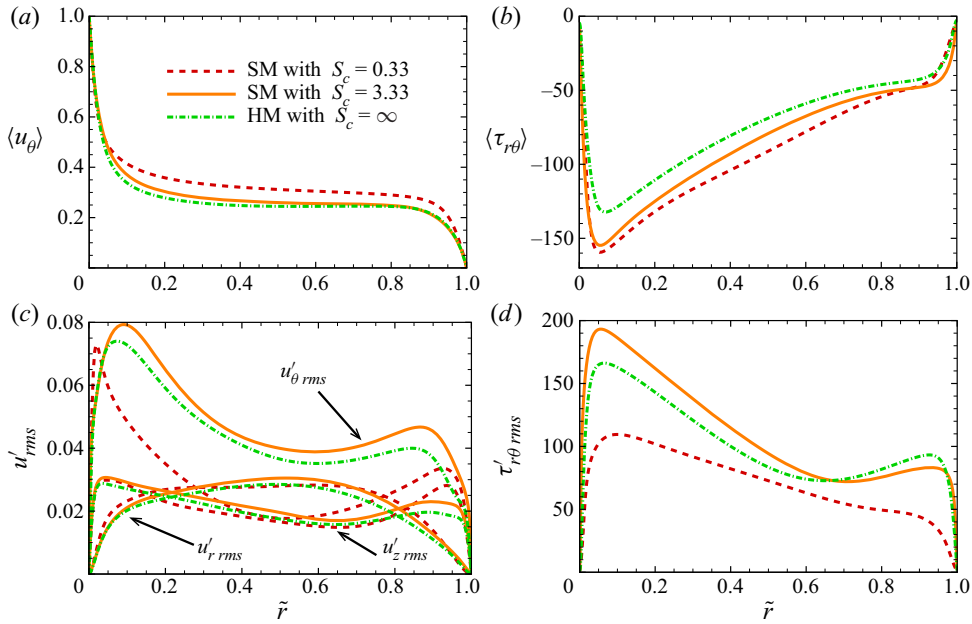 (a)
1.0
0.8
0.6
0.4
0.2
⟨u_θ⟩
SM with S_c = 0.33
SM with S_c = 3.33
HM with S_c = ∞
0 0.2 0.4 0.6 0.8 1.0
(b)
0
−50
−100
−150
⟨τ_rθ⟩
0 0.2 0.4 0.6 0.8 1.0
(c)
0.08
0.06
0.04
0.02
0
u′_rms
u′_θ rms
u′_r rms
u′_z rms
0 0.2 0.4 0.6 0.8 1.0
r̃
(d)
200
150
100
50
0
τ′_rθ rms
0 0.2 0.4 0.6 0.8 1.0
r̃